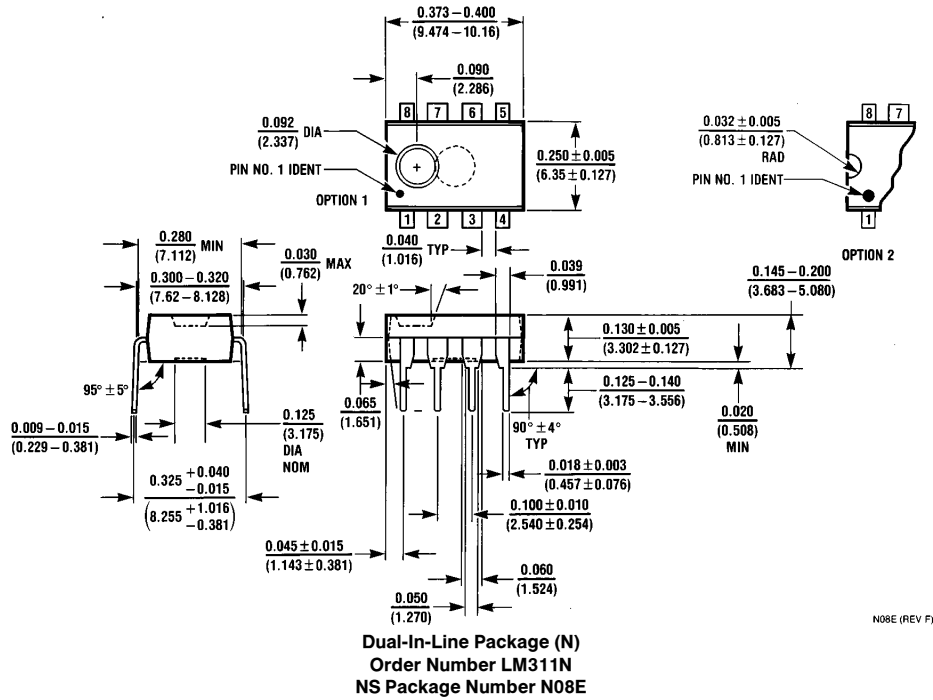 0.373 – 0.400
(9.474 – 10.16)
0.090
(2.286)
8 7 6 5
0.092 DIA
(2.337)
PIN NO. 1 IDENT
OPTION 1
1 2 3 4
0.250 ± 0.005
(6.35 ± 0.127)
0.032 ± 0.005
(0.813 ± 0.127)
RAD
PIN NO. 1 IDENT
8 7
1
OPTION 2
0.280 MIN
(7.112)
0.030 MAX
(0.762)
0.300 – 0.320
(7.62 – 8.128)
0.040 TYP
(1.016)
0.039
(0.991)
20° ± 1°
0.145 – 0.200
(3.683 – 5.080)
0.130 ± 0.005
(3.302 ± 0.127)
0.125 – 0.140
(3.175 – 3.556)
0.020
(0.508)
MIN
95° ± 5°
0.009 – 0.015
(0.229 – 0.381)
0.125
(3.175)
DIA
NOM
0.065
(1.651)
90° ± 4°
TYP
0.018 ± 0.003
(0.457 ± 0.076)
0.325 +0.040
−0.015
(8.255 +1.016
−0.381)
0.100 ± 0.010
(2.540 ± 0.254)
0.045 ± 0.015
(1.143 ± 0.381)
0.060
(1.524)
0.050
(1.270)
N08E (REV F)
Dual-In-Line Package (N)
Order Number LM311N
NS Package Number N08E